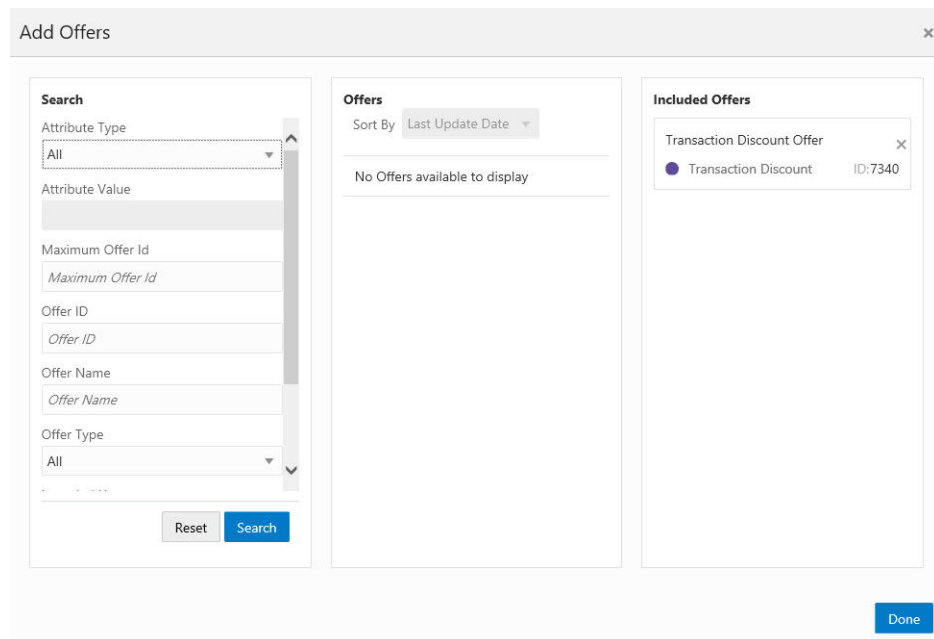 Add Offers
×
Search
Attribute Type
All
Attribute Value
Maximum Offer Id
Maximum Offer Id
Offer ID
Offer ID
Offer Name
Offer Name
Offer Type
All
Reset Search
Offers
Sort By Last Update Date
No Offers available to display
Included Offers
Transaction Discount Offer ×
Transaction Discount ID:7340
Done